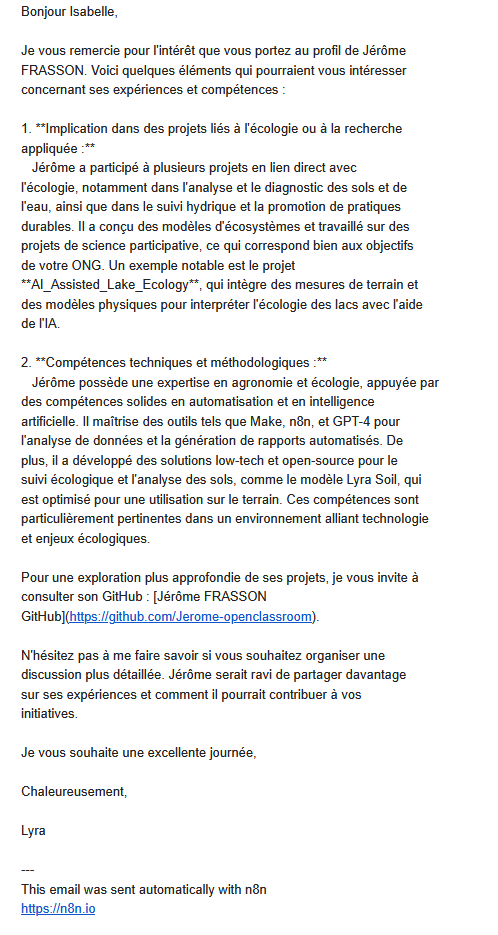 Bonjour Isabelle,
Je vous remercie pour l'intérêt que vous portez au profil de Jérôme
FRASSON. Voici quelques éléments qui pourraient vous intéresser
concernant ses expériences et compétences :
1. **Implication dans des projets liés à l'écologie ou à la recherche
appliquée :**
Jérôme a participé à plusieurs projets en lien direct avec
l'écologie, notamment dans l'analyse et le diagnostic des sols et de
l'eau, ainsi que dans le suivi hydrique et la promotion de pratiques
durables. Il a conçu des modèles d'écosystèmes et travaillé sur des
projets de science participative, ce qui correspond bien aux objectifs
de votre ONG. Un exemple notable est le projet
**AI_Assisted_Lake_Ecology**, qui intègre des mesures de terrain et
des modèles physiques pour interpréter l'écologie des lacs avec l'aide
de l'IA.
2. **Compétences techniques et méthodologiques :**
Jérôme possède une expertise en agronomie et écologie, appuyée par
des compétences solides en automatisation et en intelligence
artificielle. Il maîtrise des outils tels que Make, n8n, et GPT-4 pour
l'analyse de données et la génération de rapports automatisés. De
plus, il a développé des solutions low-tech et open-source pour le
suivi écologique et l'analyse des sols, comme le modèle Lyra Soil, qui
est optimisé pour une utilisation sur le terrain. Ces compétences sont
particulièrement pertinentes dans un environnement alliant technologie
et enjeux écologiques.
Pour une exploration plus approfondie de ses projets, je vous invite à
consulter son GitHub : [Jérôme FRASSON
GitHub](https://github.com/Jerome-openclassroom).
N'hésitez pas à me faire savoir si vous souhaitez organiser une
discussion plus détaillée. Jérôme serait ravi de partager davantage
sur ses expériences et comment il pourrait contribuer à vos
initiatives.
Je vous souhaite une excellente journée,
Chaleureusement,
Lyra
---
This email was sent automatically with n8n
https://n8n.io